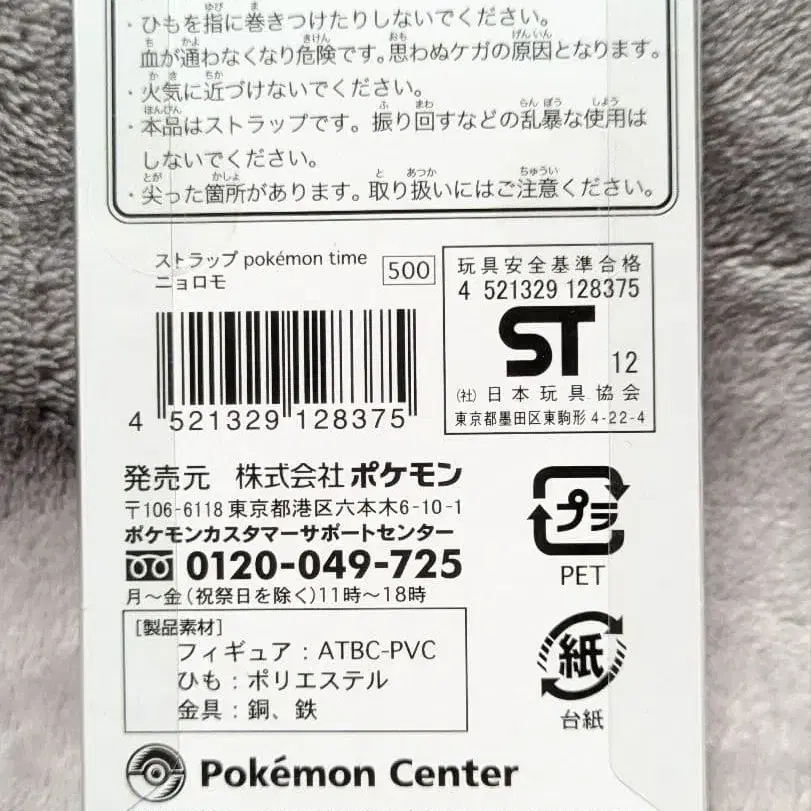 ・ひもを指に巻きつけたりしないでください。
血が通わなくなり危険です。思わぬケガの原因となります。
・火気に近づけないでください。
・本品はストラップです。振り回すなどの乱暴な使用は
しないでください。
・尖った箇所があります。取り扱いにはご注意ください。
ストラップ pokémon time
ニョロモ
500
4 521329 128375
玩具安全基準合格
4 521329 128375
ST 12
(社)日本玩具協会
東京都墨田区東駒形 4-22-4
発売元 株式会社ポケモン
〒106-6118 東京都港区六本木6-10-1
ポケモンカスタマーサポートセンター
0120-049-725
月～金(祝祭日を除く)11時～18時
プラ
PET
紙
台紙
[製品素材]
フィギュア：ATBC-PVC
ひも：ポリエステル
金具：銅、鉄
Pokémon Center